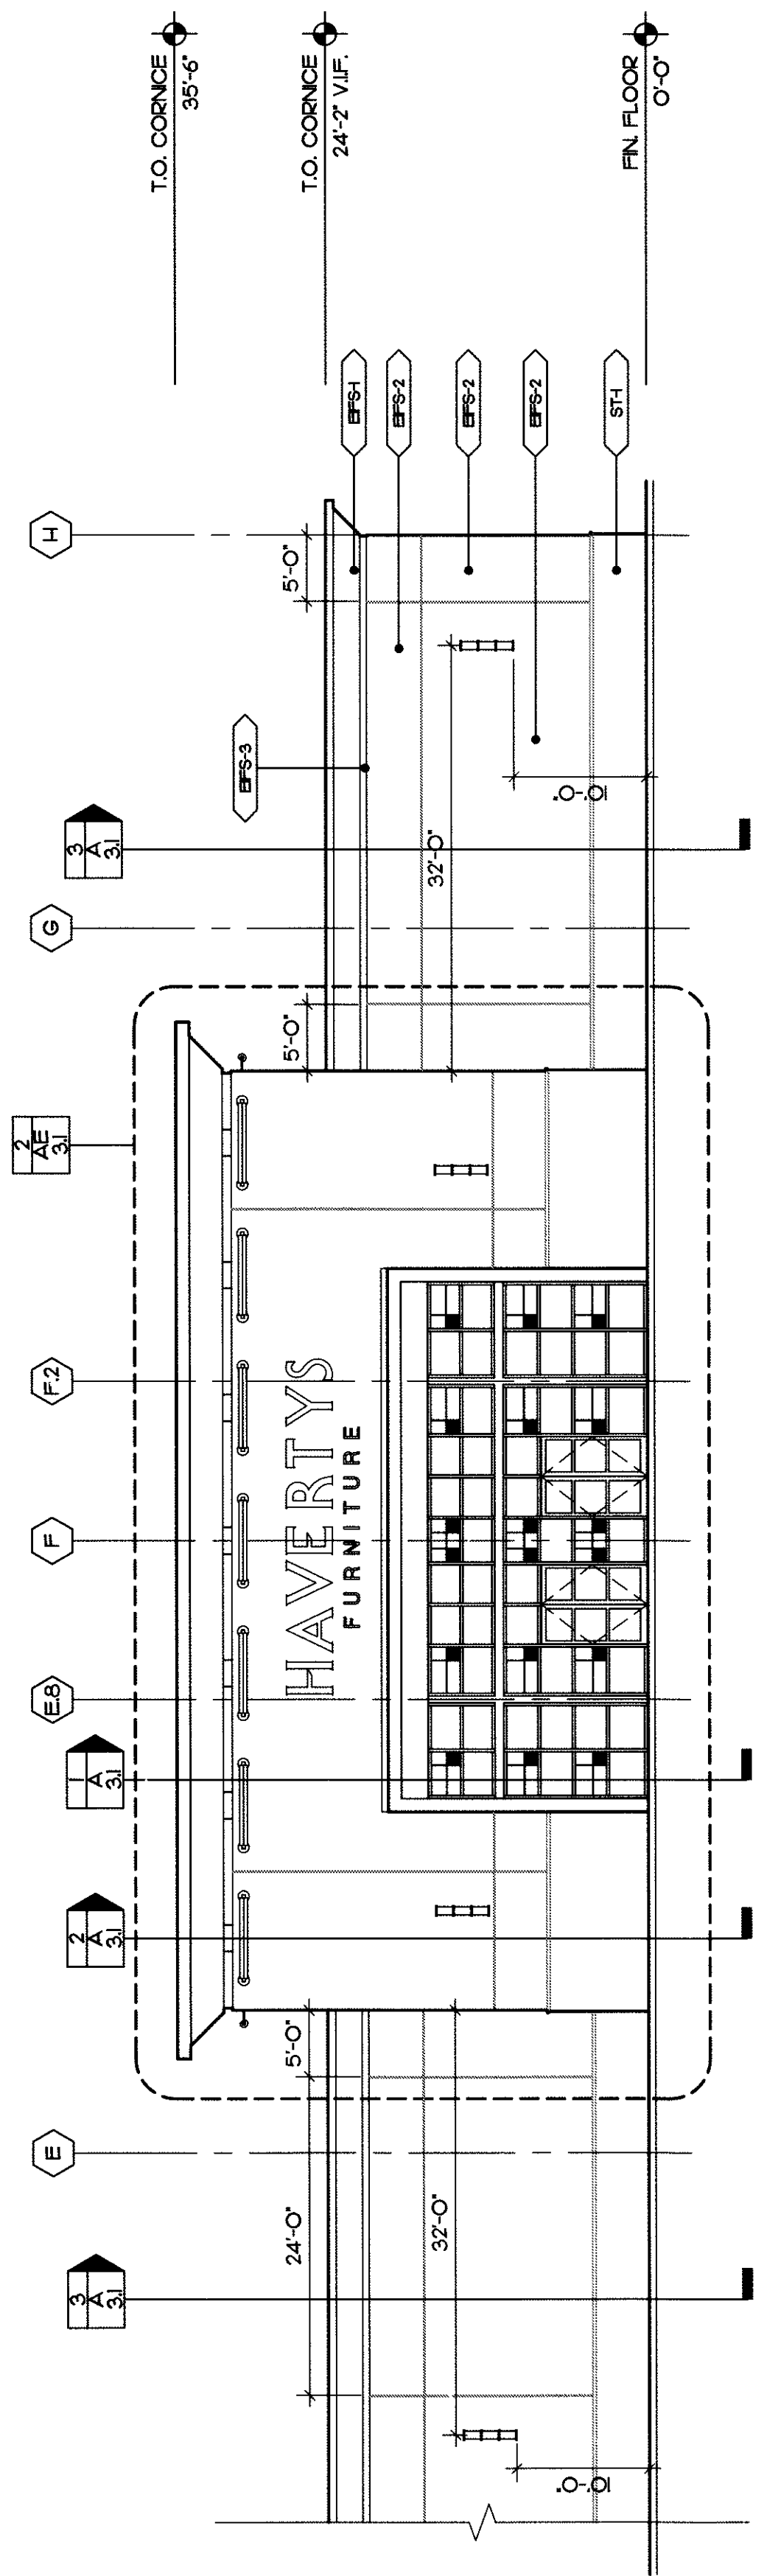 E
E.8
F
F.2
G
H
3
A
3.1
2
A
3.1
1
A
3.1
2
AE
3.1
3
A
3.1
T.O. CORNICE
35'-6"
T.O. CORNICE
24'-2" V.I.F.
FIN. FLOOR
0'-0"
EIFS-3
EIFS-1
EIFS-2
EIFS-2
EIFS-2
ST-1
24'-0"
5'-0"
5'-0"
5'-0"
32'-0"
32'-0"
10'-0"
10'-0"
HAVERTYS
FURNITURE